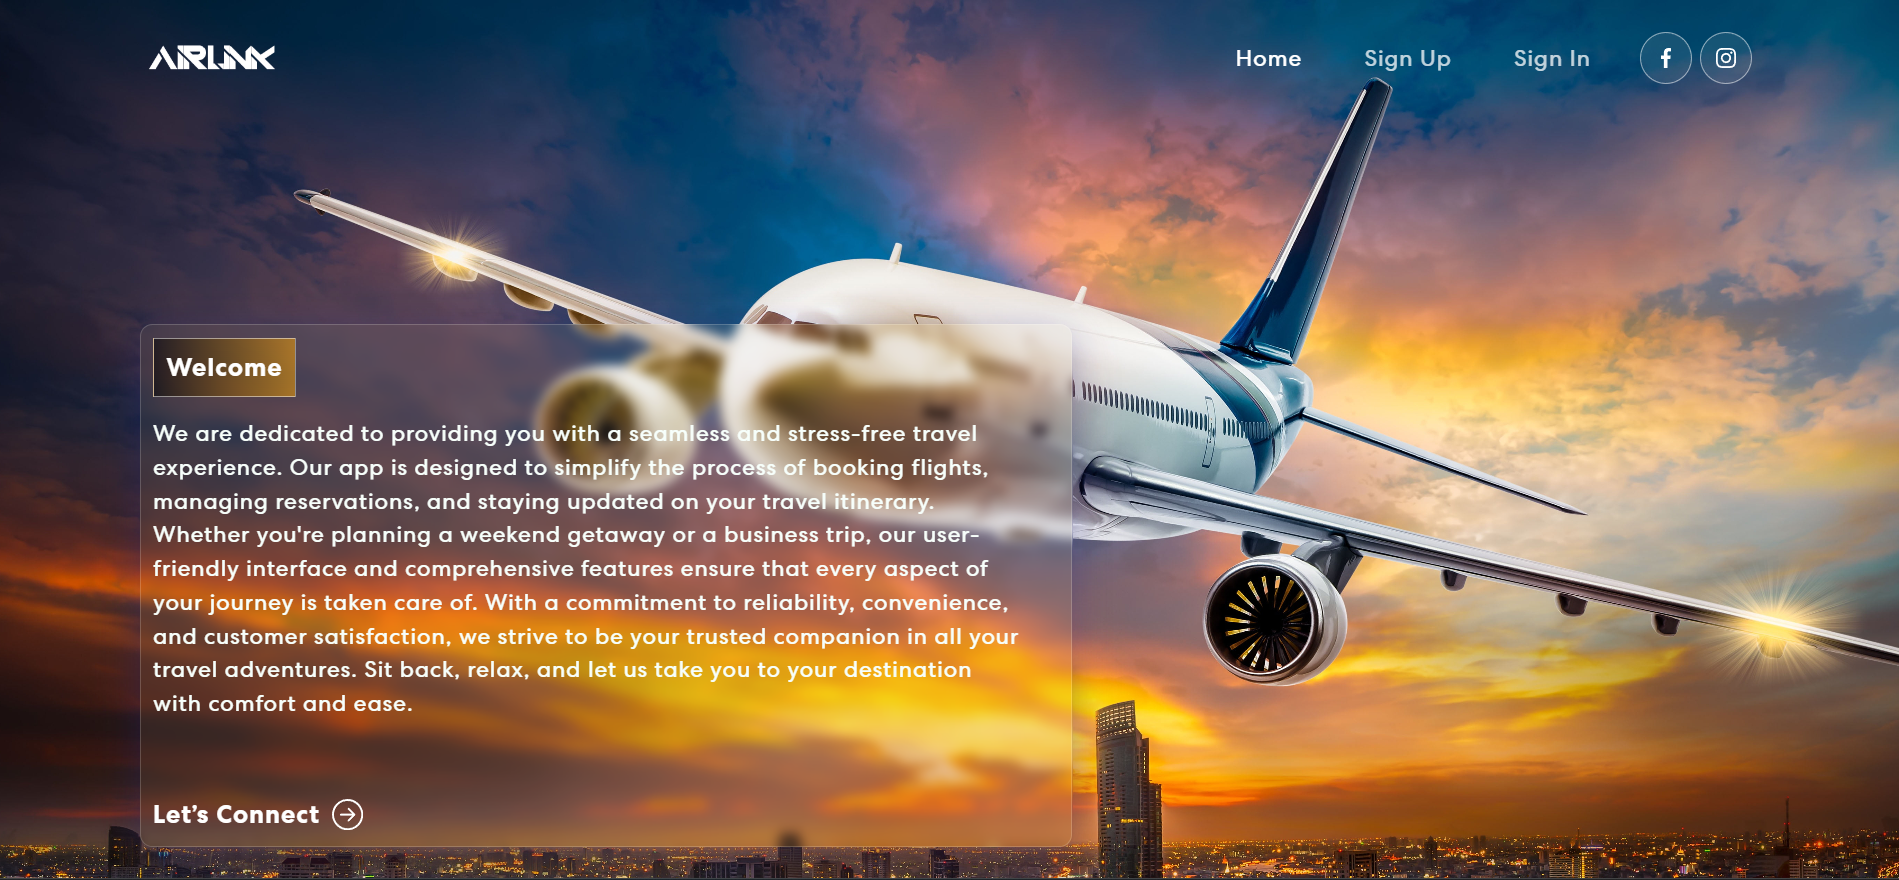 AIRLINK
Home
Sign Up
Sign In
Welcome
We are dedicated to providing you with a seamless and stress-free travel
experience. Our app is designed to simplify the process of booking flights,
managing reservations, and staying updated on your travel itinerary.
Whether you're planning a weekend getaway or a business trip, our user-
friendly interface and comprehensive features ensure that every aspect of
your journey is taken care of. With a commitment to reliability, convenience,
and customer satisfaction, we strive to be your trusted companion in all your
travel adventures. Sit back, relax, and let us take you to your destination
with comfort and ease.
Let’s Connect